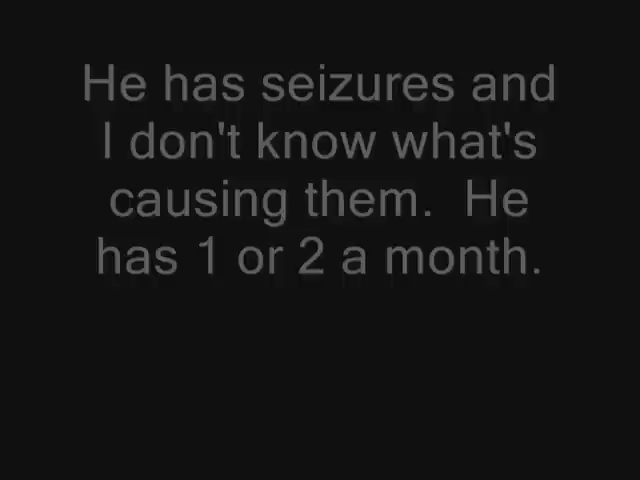 He has seizures and
I don't know what's
causing them.  He
has 1 or 2 a month.